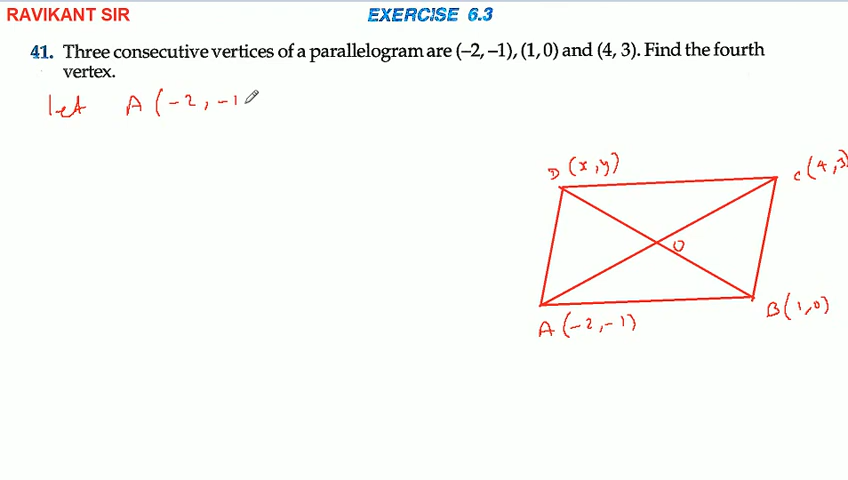 RAVIKANT SIR
EXERCISE 6.3
41. Three consecutive vertices of a parallelogram are (–2, –1), (1, 0) and (4, 3). Find the fourth
vertex.
let A (-2, -1
D (x, y)
C (4, 3)
O
A (-2, -1)
B (1, 0)